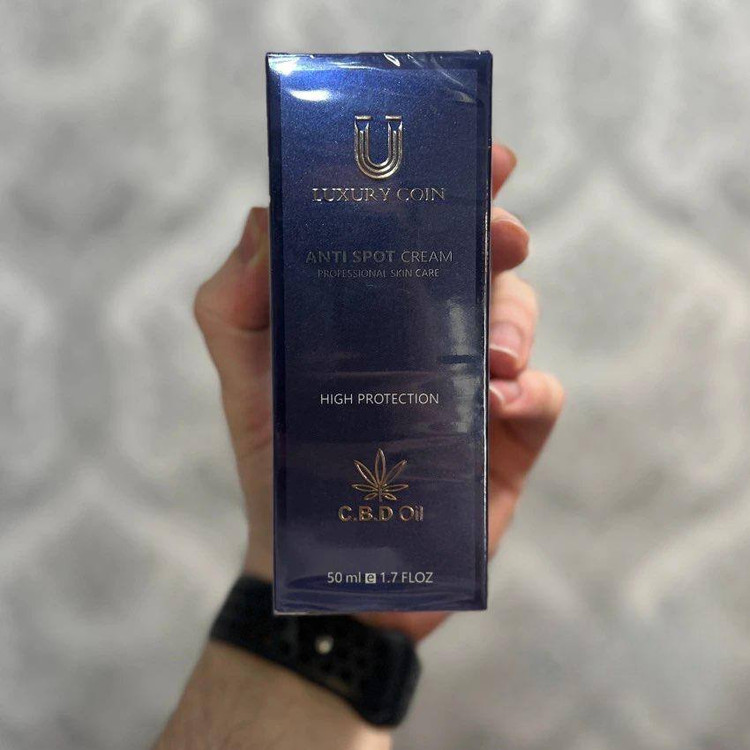 U
LUXURY COIN
ANTI SPOT CREAM
PROFESSIONAL SKIN CARE
HIGH PROTECTION
C.B.D Oil
50 ml e 1.7 FLOZ